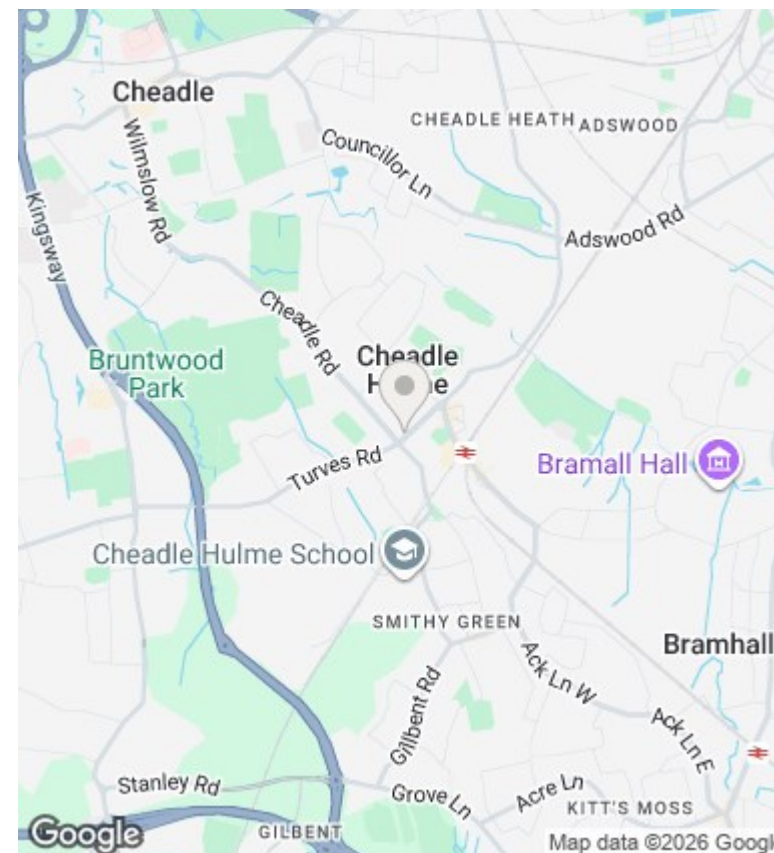 Cheadle
CHEADLE HEATH
ADSWOOD
Councillor Ln
Wilmslow Rd
Kingsway
Adswood Rd
Cheadle Rd
Cheadle
Bruntwood
Park
Turves Rd
Bramall Hall
Cheadle Hulme School
SMITHY GREEN
Bramhall
Ack Ln W
Gillbent Rd
Ack Ln E
Stanley Rd
Grove Ln
Acre Ln
KITT'S MOSS
GILBENT
Google
Map data ©2026 Googl